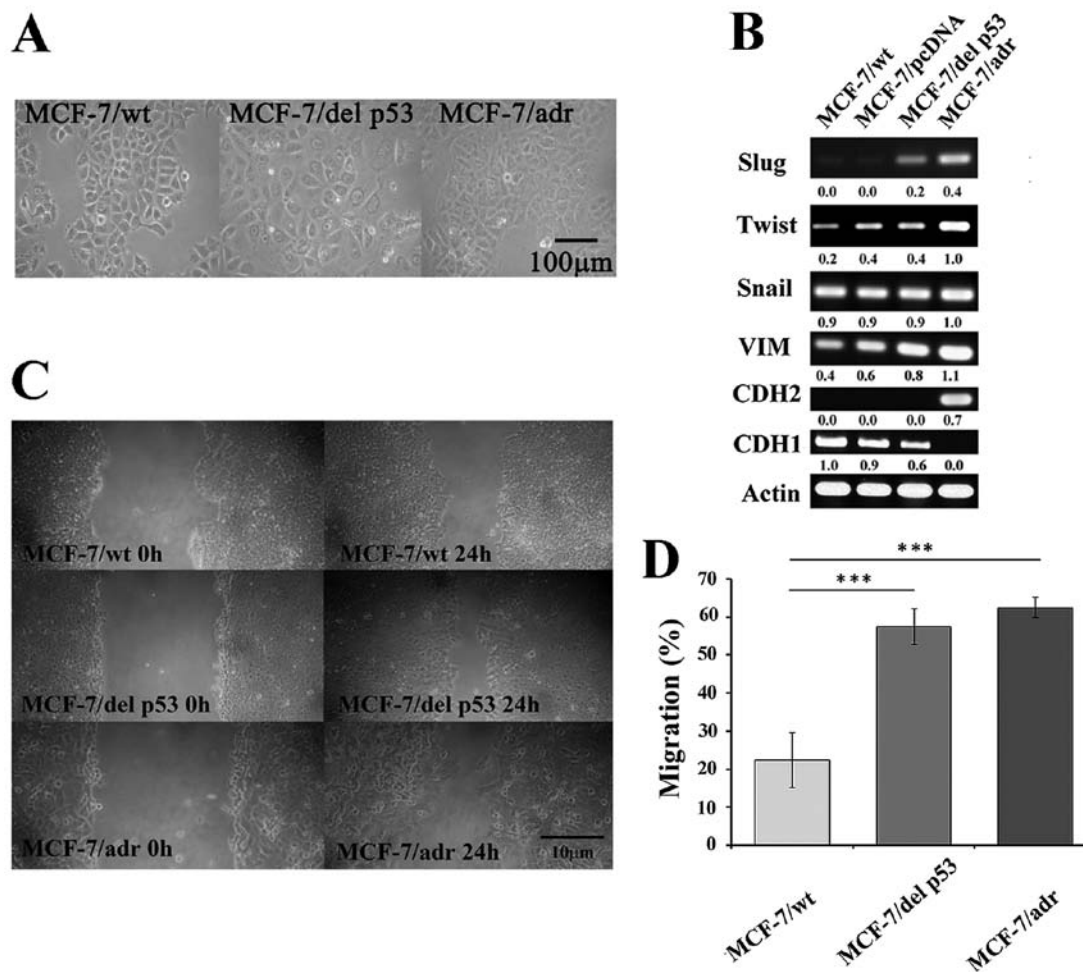 A
MCF-7/wt
MCF-7/del p53
MCF-7/adr
100μm
B
MCF-7/wt
MCF-7/pcDNA
MCF-7/del p53
MCF-7/adr
Slug
0.0 0.0 0.2 0.4
Twist
0.2 0.4 0.4 1.0
Snail
0.9 0.9 0.9 1.0
VIM
0.4 0.6 0.8 1.1
CDH2
0.0 0.0 0.0 0.7
CDH1
1.0 0.9 0.6 0.0
Actin
C
MCF-7/wt 0h
MCF-7/wt 24h
MCF-7/del p53 0h
MCF-7/del p53 24h
MCF-7/adr 0h
MCF-7/adr 24h
10μm
D
***
***
Migration (%)
70
60
50
40
30
20
10
0
MCF-7/wt
MCF-7/del p53
MCF-7/adr